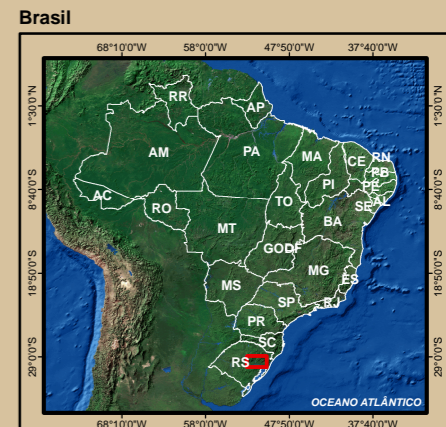 Brasil
68°10'0"W 58°0'0"W 47°50'0"W 37°40'0"W
1°30'0"N
8°40'0"S
18°50'0"S
29°0'0"S
1°30'0"N
8°40'0"S
18°50'0"S
29°0'0"S
RR AP
AM PA MA CE RN
PB
PI PE
AC TO AL
RO SE
BA
MT
GO DF
MG
ES
MS
SP RJ
PR
SC
RS
OCEANO ATLÂNTICO
68°10'0"W 58°0'0"W 47°50'0"W 37°40'0"W